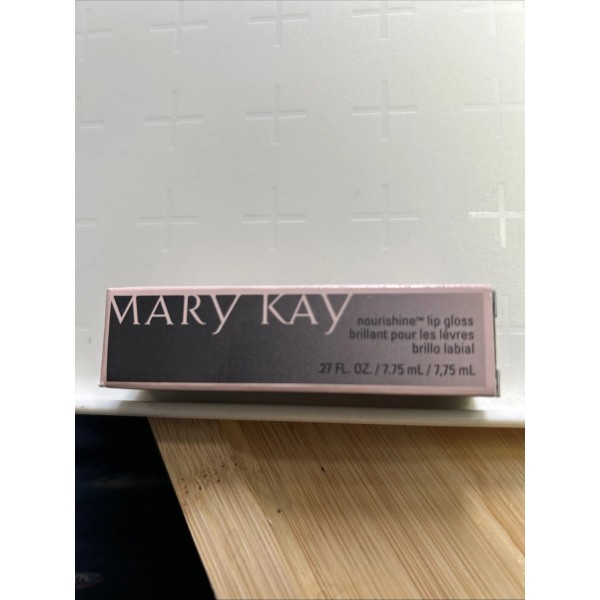 MARY KAY
nourishine™ lip gloss
brillant pour les lèvres
brillo labial
.27 FL. OZ. / 7.75 mL / 7,75 mL